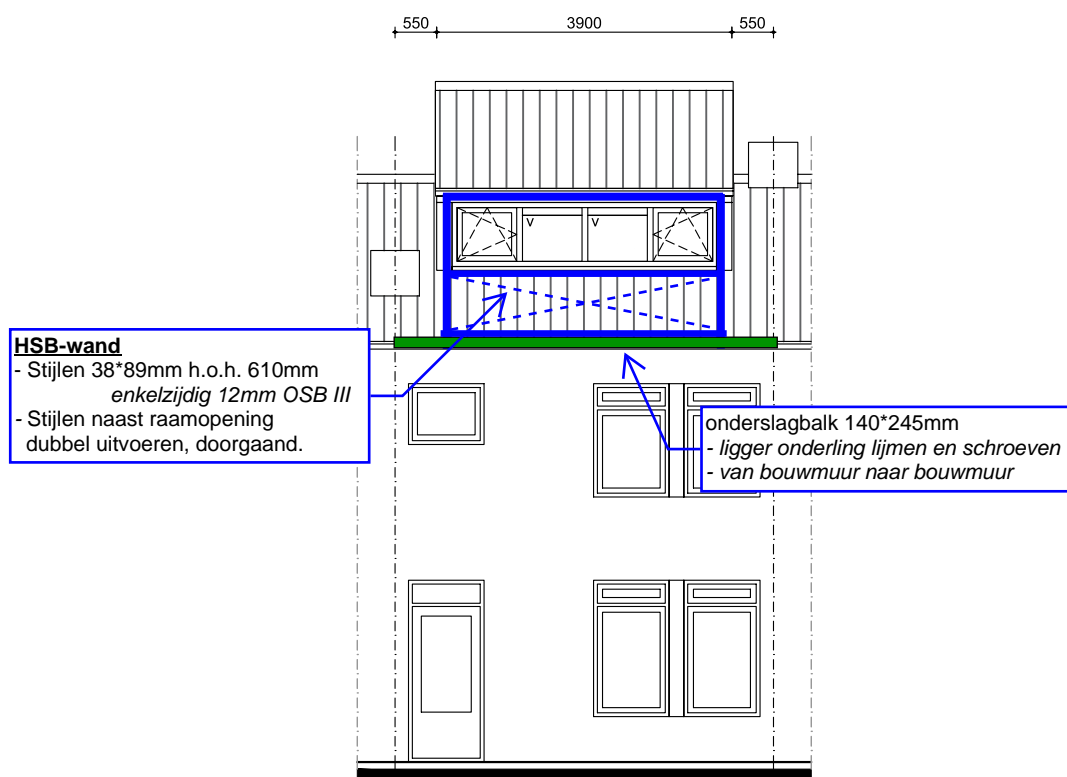 550 3900 550
V V
HSB-wand
- Stijlen 38*89mm h.o.h. 610mm
enkelzijdig 12mm OSB III
- Stijlen naast raamopening
dubbel uitvoeren, doorgaand.
onderslagbalk 140*245mm
- ligger onderling lijmen en schroeven
- van bouwmuur naar bouwmuur